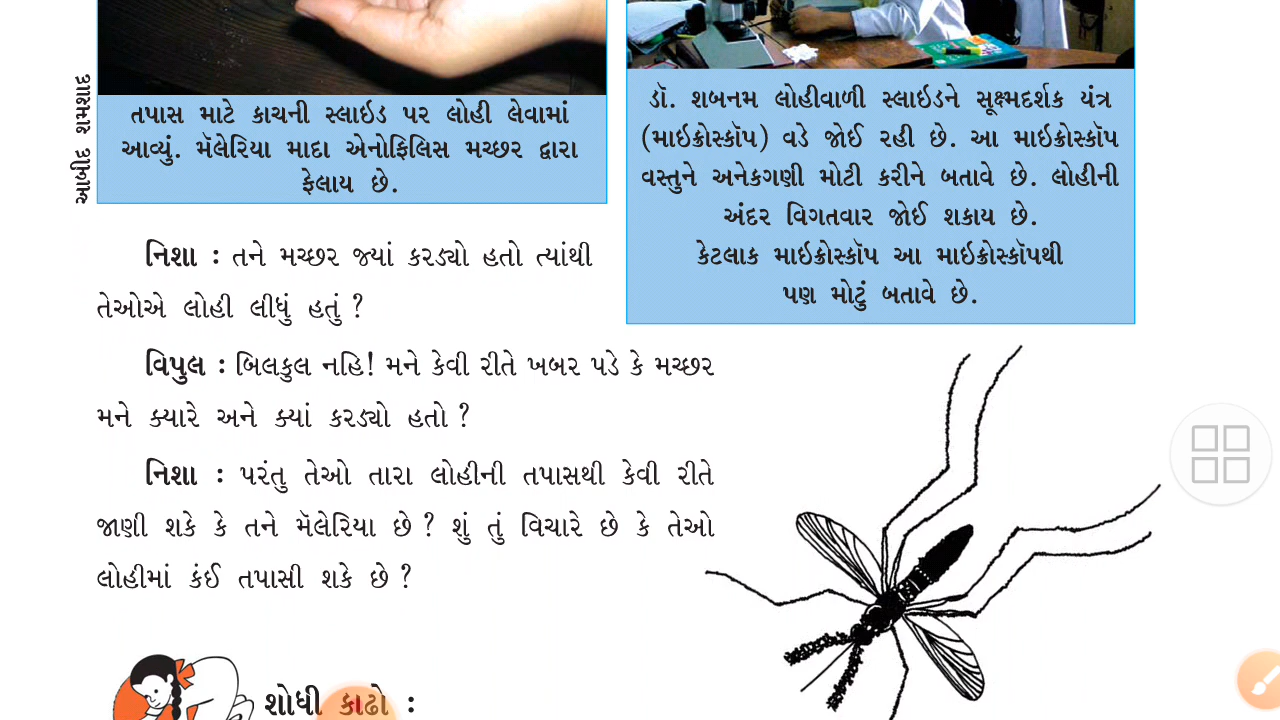 આબીદ શમશાદ
તપાસ માટે કાચની સ્લાઇડ પર લોહી લેવામાં
આવ્યું. મૅલેરિયા માદા એનોફિલિસ મચ્છર દ્વારા
ફેલાય છે.
ડૉ. શબનમ લોહીવાળી સ્લાઇડને સૂક્ષ્મદર્શક યંત્ર
(માઇક્રોસ્કૉપ) વડે જોઈ રહી છે. આ માઇક્રોસ્કૉપ
વસ્તુને અનેકગણી મોટી કરીને બતાવે છે. લોહીની
અંદર વિગતવાર જોઈ શકાય છે.
કેટલાક માઇક્રોસ્કૉપ આ માઇક્રોસ્કૉપથી
પણ મોટું બતાવે છે.
નિશા : તને મચ્છર જ્યાં કરડ્યો હતો ત્યાંથી
તેઓએ લોહી લીધું હતું ?
વિપુલ : બિલકુલ નહિ! મને કેવી રીતે ખબર પડે કે મચ્છર
મને ક્યારે અને ક્યાં કરડ્યો હતો ?
નિશા : પરંતુ તેઓ તારા લોહીની તપાસથી કેવી રીતે
જાણી શકે કે તને મૅલેરિયા છે ? શું તું વિચારે છે કે તેઓ
લોહીમાં કંઈ તપાસી શકે છે ?
શોધી કાઢો :